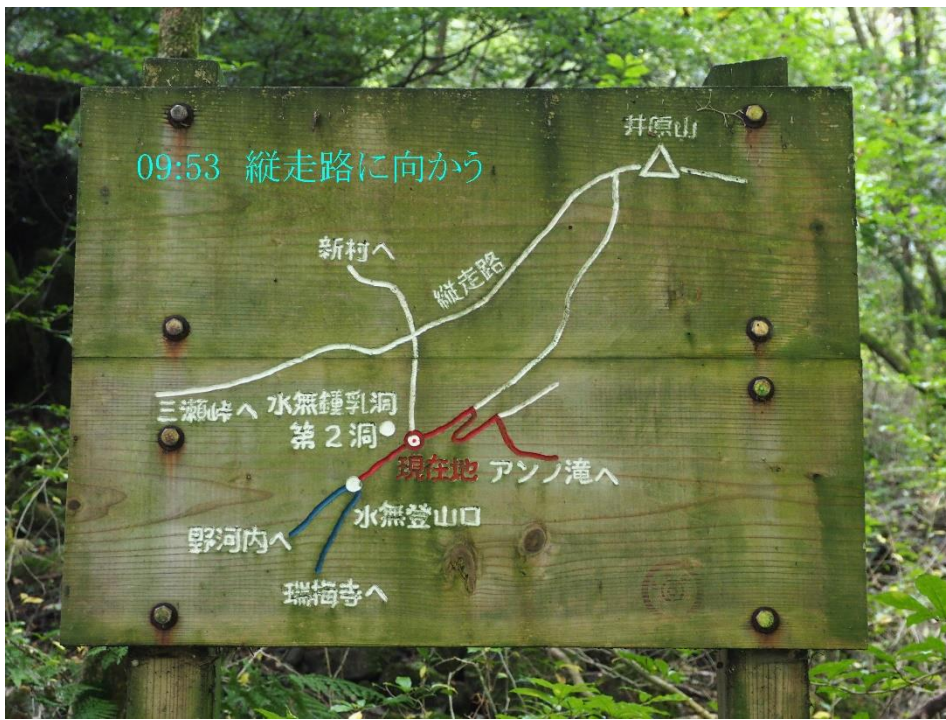 井原山
09:53 縦走路に向かう
新村へ
縦走路
三瀬峠へ
水無鍾乳洞
第2洞
現在地
アンノ滝へ
水無登山口
野河内へ
瑞梅寺へ